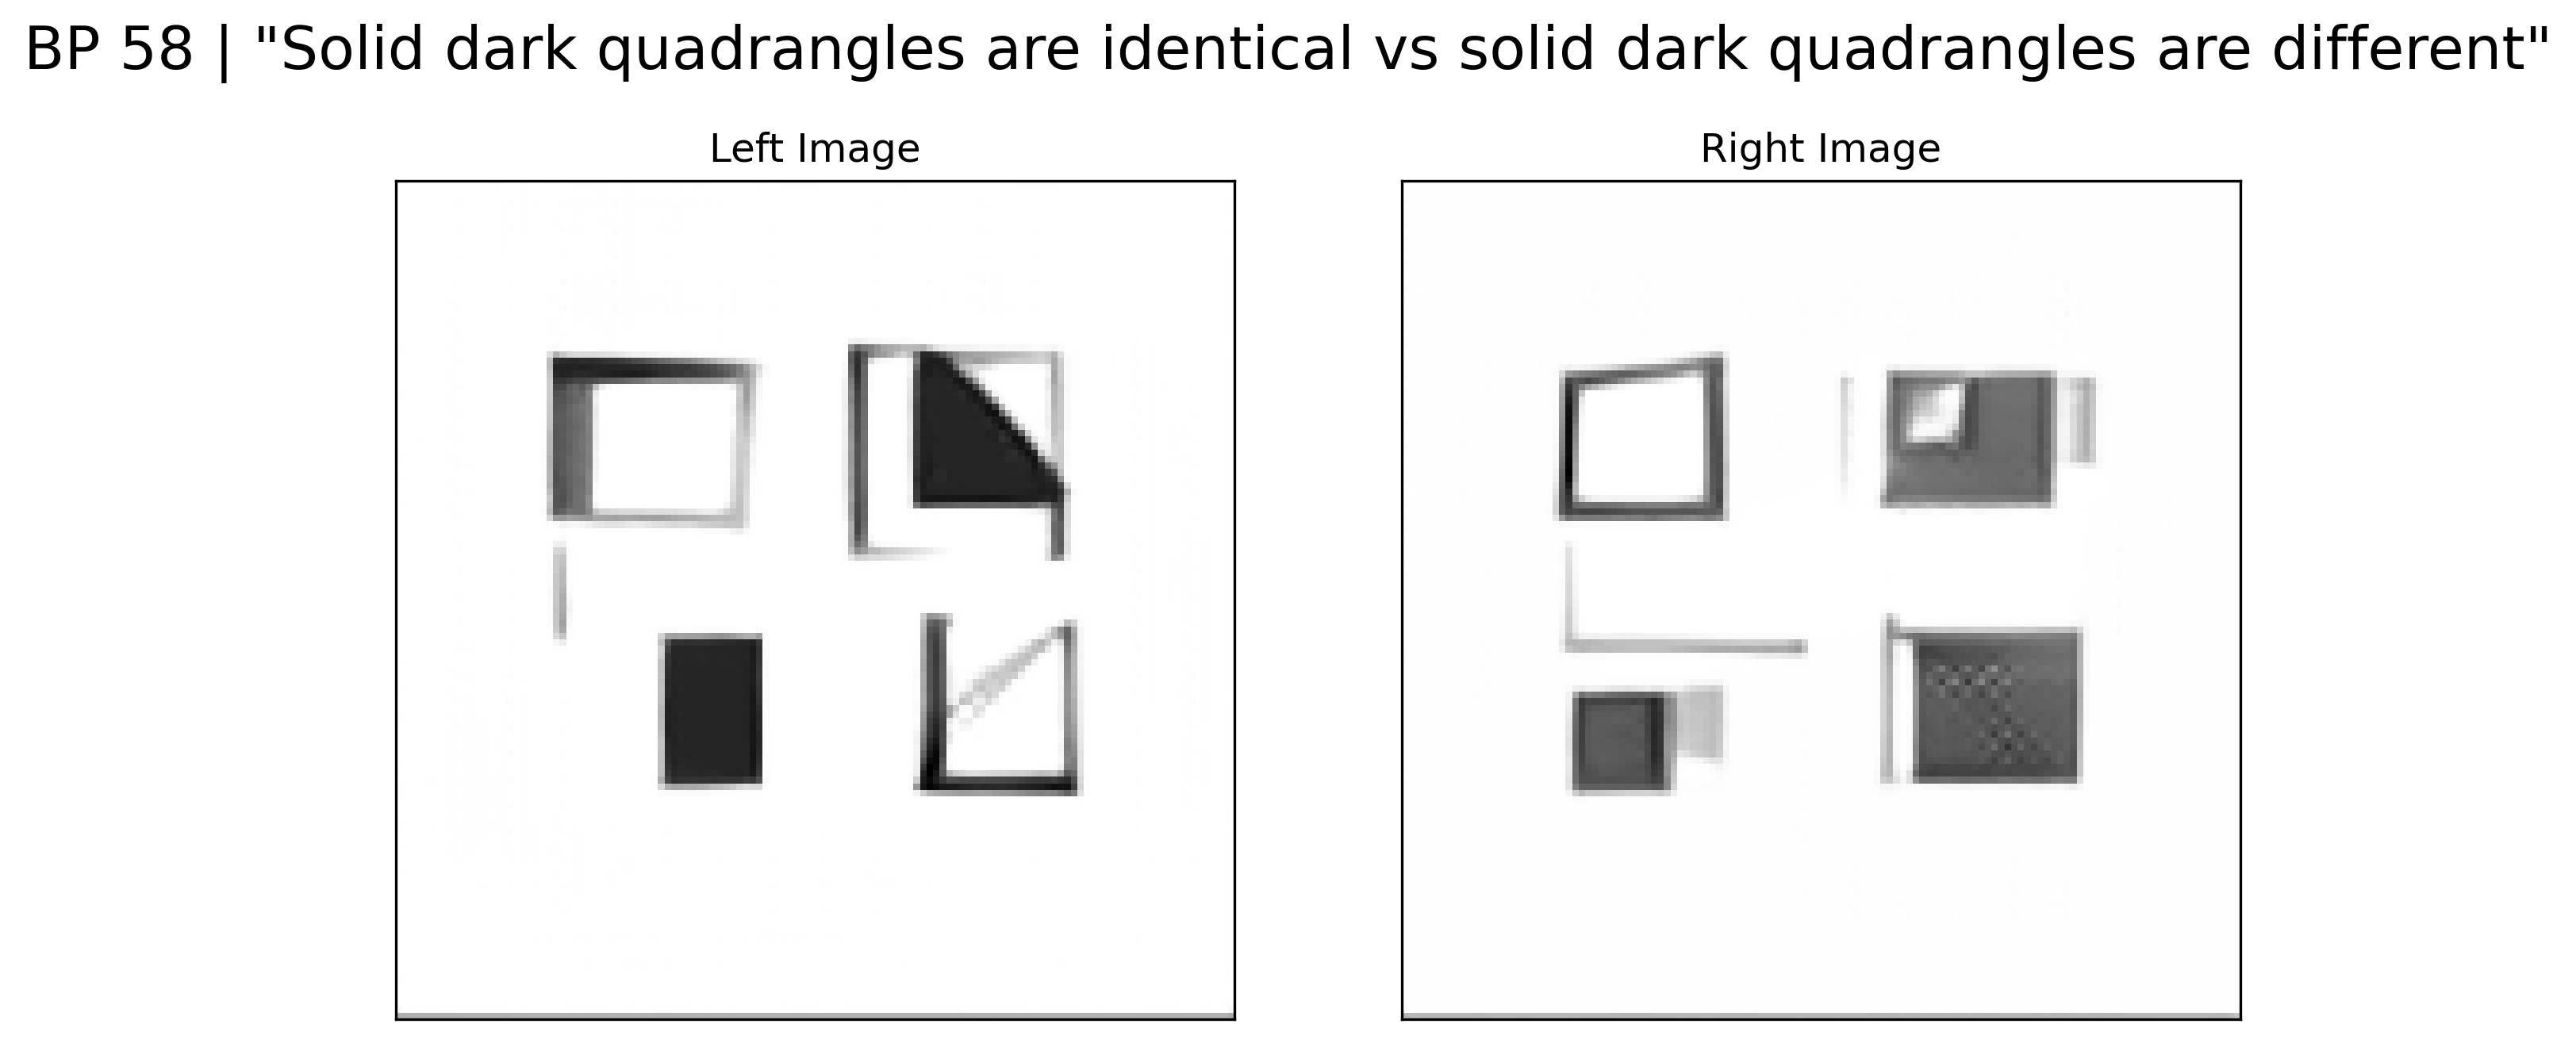 BP 58 | "Solid dark quadrangles are identical vs solid dark quadrangles are different"
Left Image
Right Image